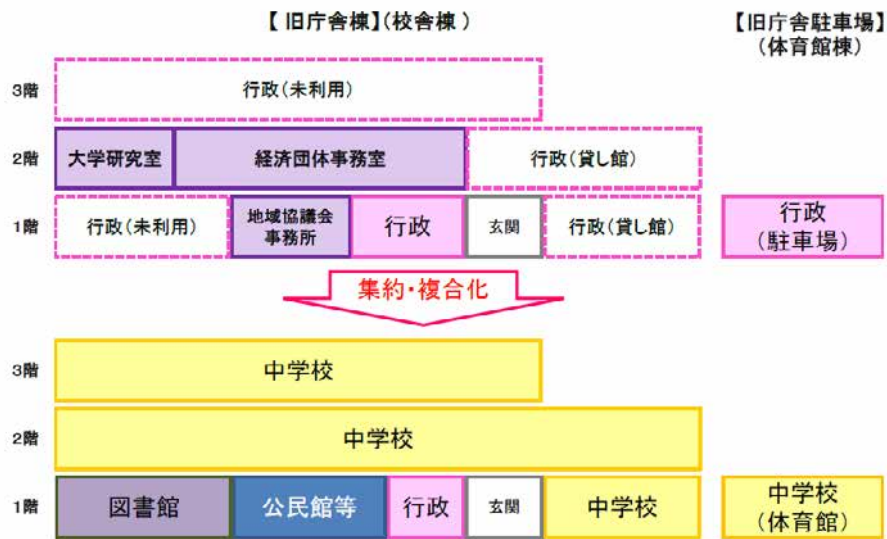 【旧庁舎棟】(校舎棟)
【旧庁舎駐車場】
(体育館棟)
3階
行政(未利用)
2階
大学研究室
経済団体事務室
行政(貸し館)
1階
行政(未利用)
地域協議会
事務所
行政
玄関
行政(貸し館)
行政
(駐車場)
集約・複合化
3階
中学校
2階
中学校
1階
図書館
公民館等
行政
玄関
中学校
中学校
(体育館)